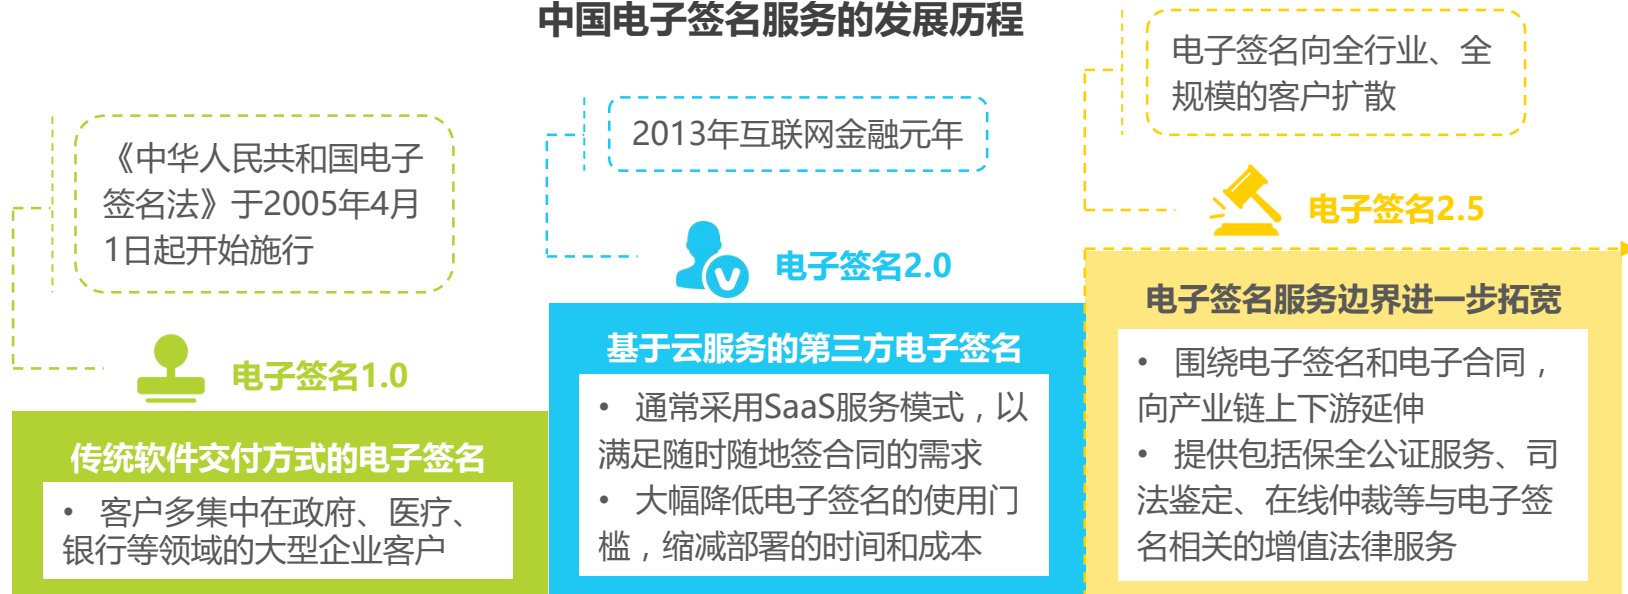 中国电子签名服务的发展历程
《中华人民共和国电子
签名法》于2005年4月
1日起开始施行
电子签名1.0
传统软件交付方式的电子签名
• 客户多集中在政府、医疗、
银行等领域的大型企业客户
2013年互联网金融元年
电子签名2.0
基于云服务的第三方电子签名
• 通常采用SaaS服务模式，以
满足随时随地签合同的需求
• 大幅降低电子签名的使用门
槛，缩减部署的时间和成本
电子签名向全行业、全
规模的客户扩散
电子签名2.5
电子签名服务边界进一步拓宽
• 围绕电子签名和电子合同，
向产业链上下游延伸
• 提供包括保全公证服务、司
法鉴定、在线仲裁等与电子签
名相关的增值法律服务